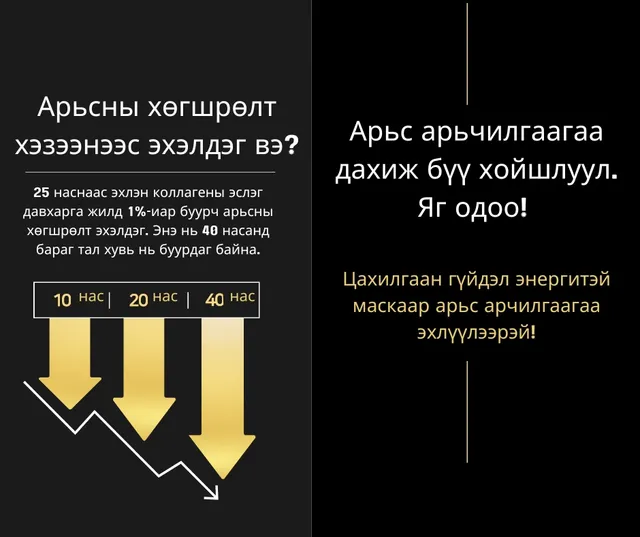 Арьсны хөгшрөлт
хэзээнээс эхэлдэг вэ?
25 наснаас эхлэн коллагены эслэг
давхарга жилд 1%-иар буурч арьсны
хөгшрөлт эхэлдэг. Энэ нь 40 насанд
бараг тал хувь нь буурдаг байна.
10 нас | 20 нас | 40 нас
Арьс арьчилгаагаа
дахиж бүү хойшлуул.
Яг одоо!
Цахилгаан гүйдэл энергитэй
маскаар арьс арчилгаагаа
эхлүүлээрэй!